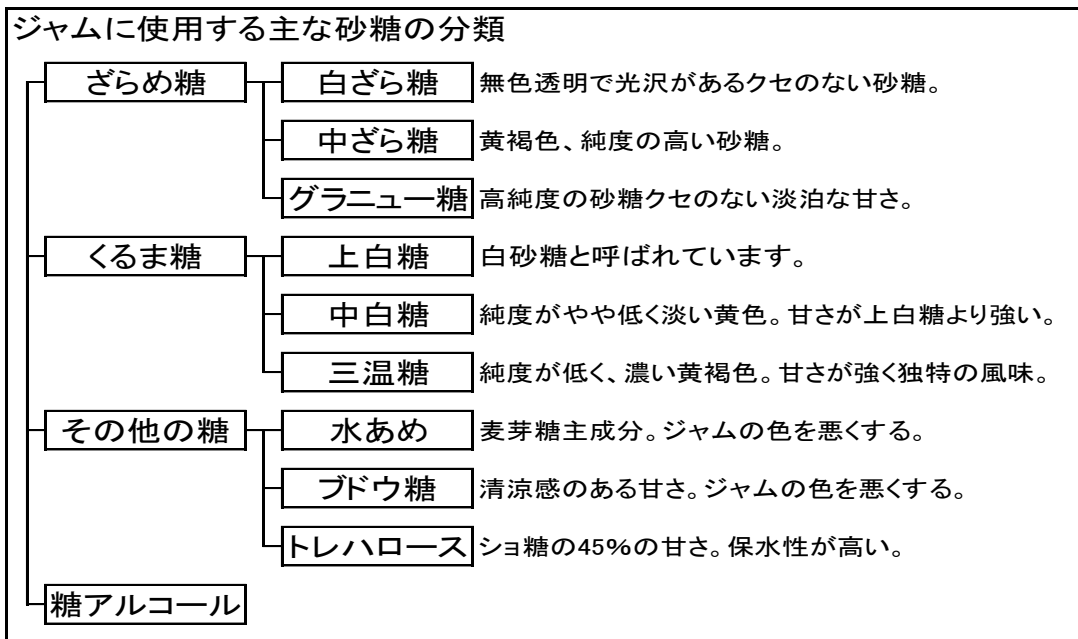 ジャムに使用する主な砂糖の分類
ざらめ糖 白ざら糖 無色透明で光沢があるクセのない砂糖。
中ざら糖 黄褐色、純度の高い砂糖。
グラニュー糖 高純度の砂糖クセのない淡泊な甘さ。
くるま糖 上白糖 白砂糖と呼ばれています。
中白糖 純度がやや低く淡い黄色。甘さが上白糖より強い。
三温糖 純度が低く、濃い黄褐色。甘さが強く独特の風味。
その他の糖 水あめ 麦芽糖主成分。ジャムの色を悪くする。
ブドウ糖 清涼感のある甘さ。ジャムの色を悪くする。
トレハロース ショ糖の45%の甘さ。保水性が高い。
糖アルコール